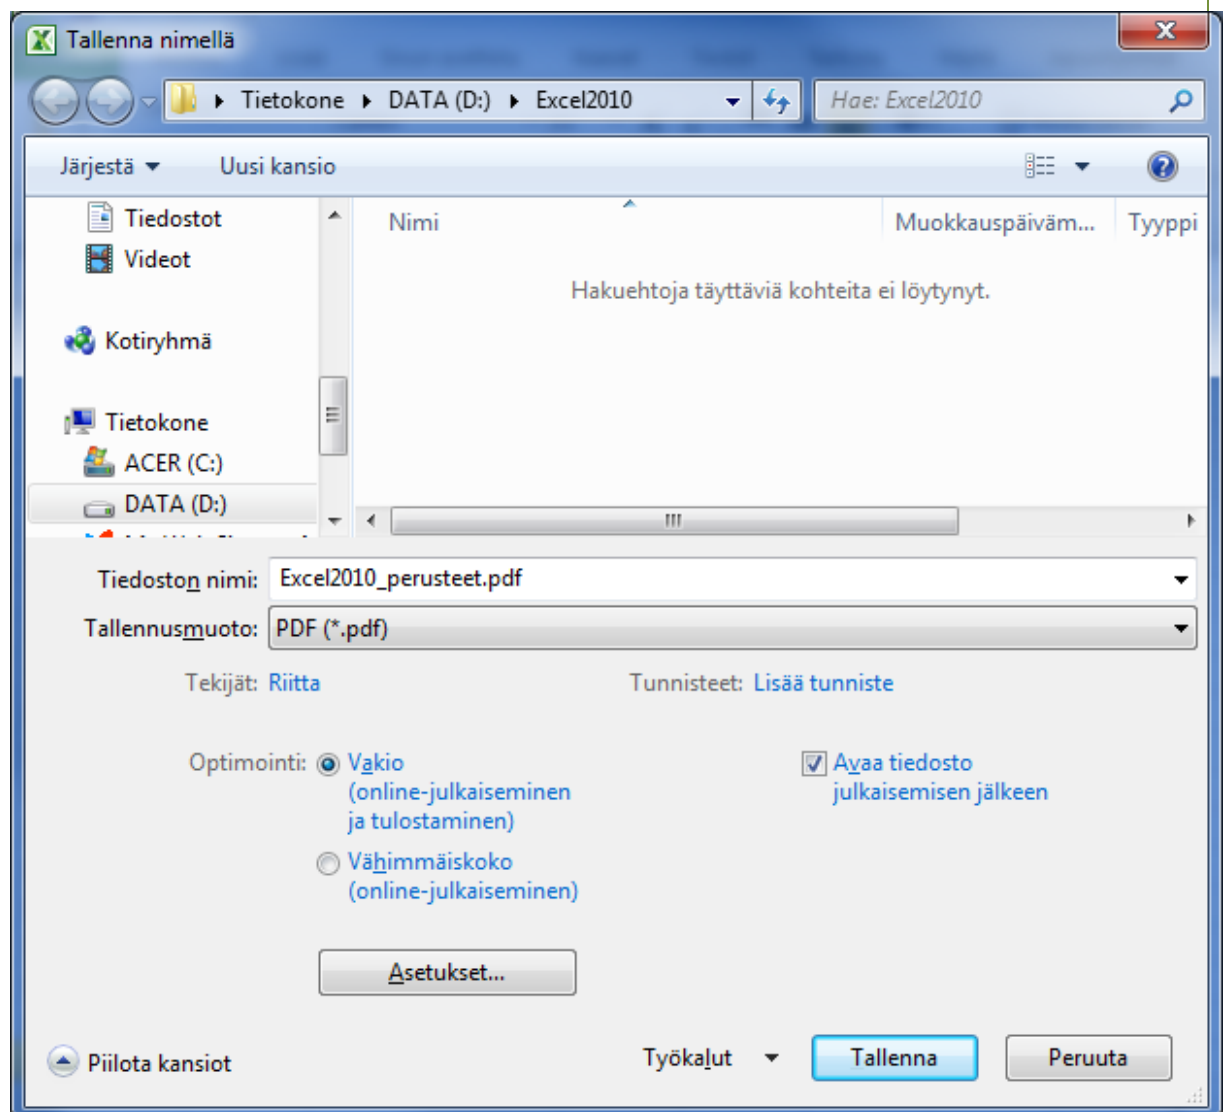 Tallenna nimellä
Tietokone ▸ DATA (D:) ▸ Excel2010
Hae: Excel2010
Järjestä Uusi kansio
Tiedostot
Videot
Kotiryhmä
Tietokone
ACER (C:)
DATA (D:)
Nimi Muokkauspäiväm... Tyyppi
Hakuehtoja täyttäviä kohteita ei löytynyt.
Tiedoston nimi: Excel2010_perusteet.pdf
Tallennusmuoto: PDF (*.pdf)
Tekijät: Riitta Tunnisteet: Lisää tunniste
Optimointi: Vakio
(online-julkaiseminen
ja tulostaminen)
Vähimmäiskoko
(online-julkaiseminen)
Avaa tiedosto
julkaisemisen jälkeen
Asetukset...
Piilota kansiot Työkalut Tallenna Peruuta